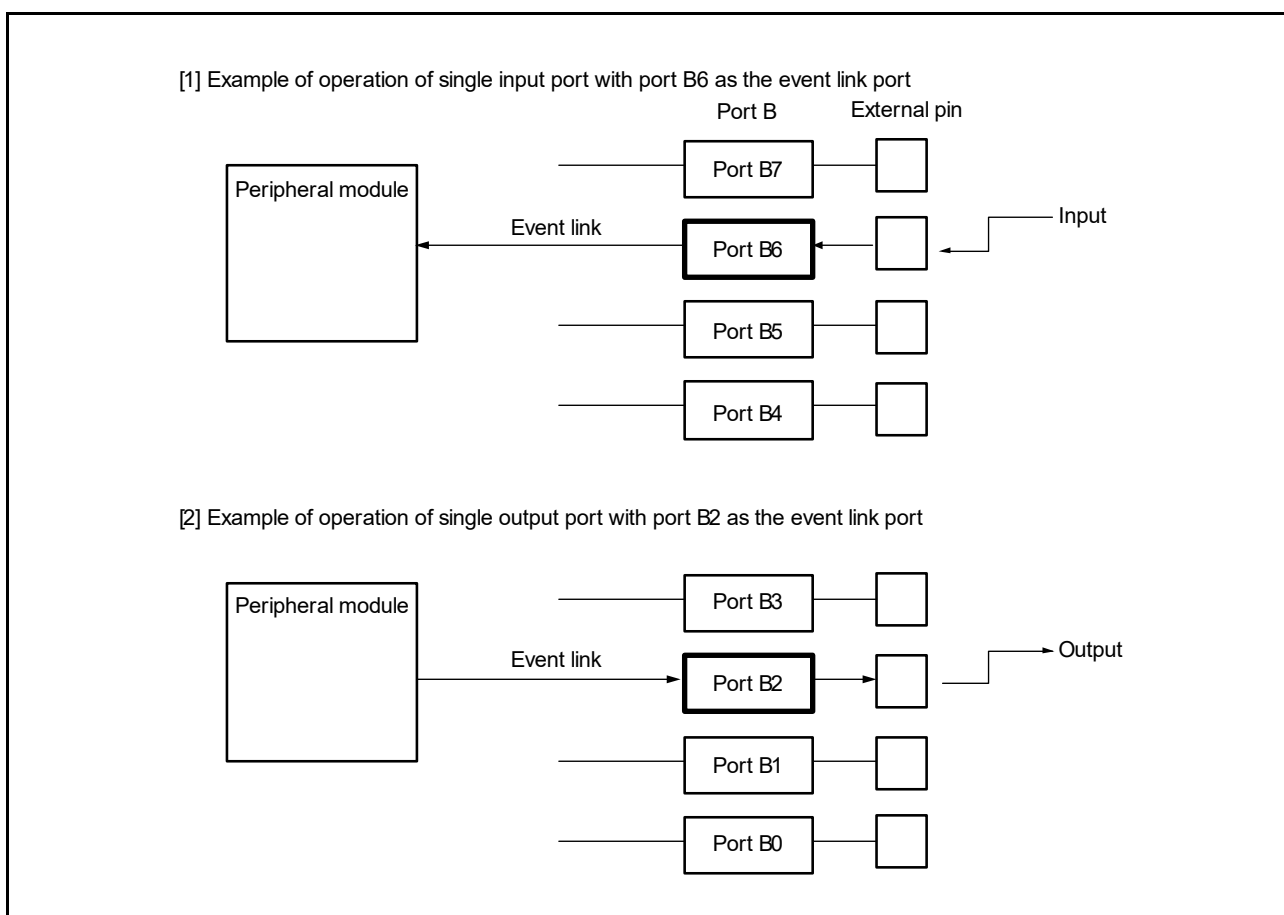 [1] Example of operation of single input port with port B6 as the event link port
Port B
External pin
Peripheral module
Port B7
Event link
Port B6
Input
Port B5
Port B4
[2] Example of operation of single output port with port B2 as the event link port
Peripheral module
Port B3
Event link
Port B2
Output
Port B1
Port B0